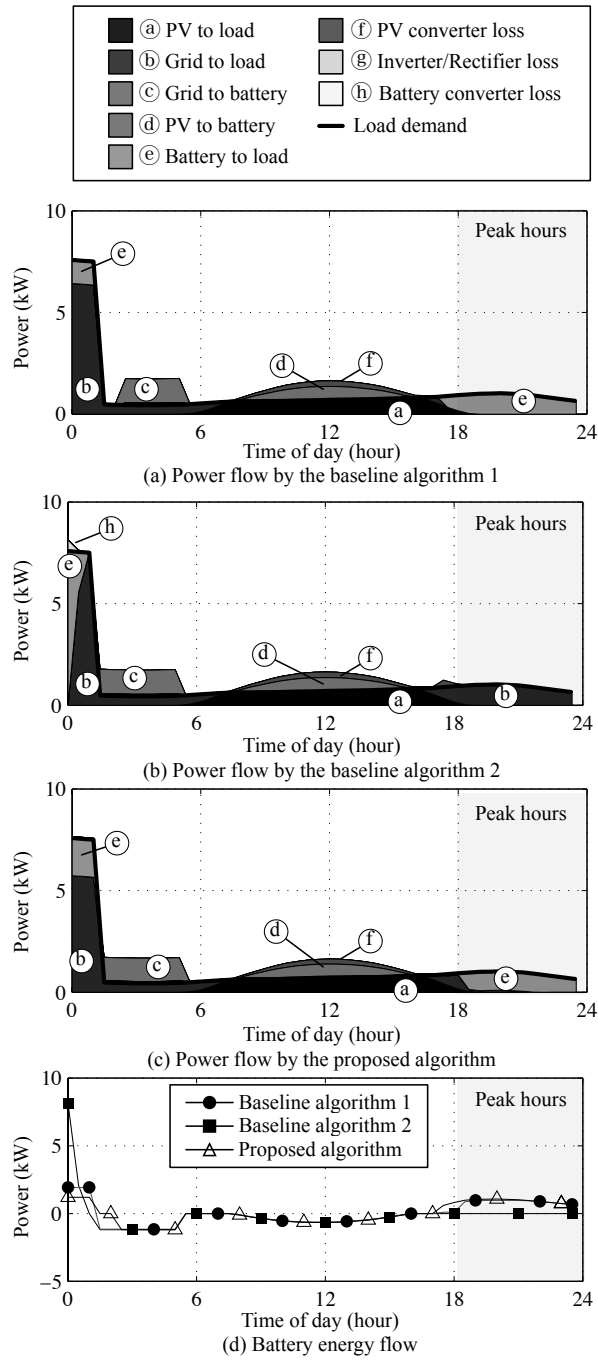 ⓐ PV to load
ⓑ Grid to load
ⓒ Grid to battery
ⓓ PV to battery
ⓔ Battery to load
ⓕ PV converter loss
ⓖ Inverter/Rectifier loss
ⓗ Battery converter loss
Load demand
10
5
0
Power (kW)
Peak hours
ⓔ
ⓑ
ⓒ
ⓓ
ⓕ
ⓐ
ⓔ
0 6 12 18 24
Time of day (hour)
(a) Power flow by the baseline algorithm 1
10
5
0
Power (kW)
Peak hours
ⓗ
ⓔ
ⓑ
ⓒ
ⓓ
ⓕ
ⓐ
ⓑ
0 6 12 18 24
Time of day (hour)
(b) Power flow by the baseline algorithm 2
10
5
0
Power (kW)
Peak hours
ⓔ
ⓑ
ⓒ
ⓓ
ⓕ
ⓐ
ⓔ
0 6 12 18 24
Time of day (hour)
(c) Power flow by the proposed algorithm
10
5
0
−5
Power (kW)
Baseline algorithm 1
Baseline algorithm 2
Proposed algorithm
Peak hours
0 6 12 18 24
Time of day (hour)
(d) Battery energy flow